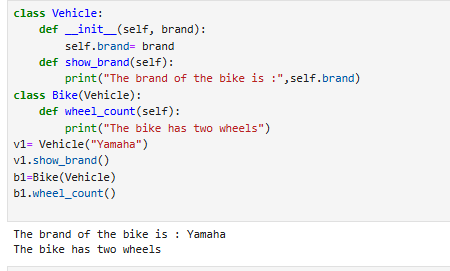 class Vehicle:
    def __init__(self, brand):
        self.brand= brand
    def show_brand(self):
        print("The brand of the bike is :",self.brand)
class Bike(Vehicle):
    def wheel_count(self):
        print("The bike has two wheels")
v1= Vehicle("Yamaha")
v1.show_brand()
b1=Bike(Vehicle)
b1.wheel_count()
The brand of the bike is : Yamaha
The bike has two wheels